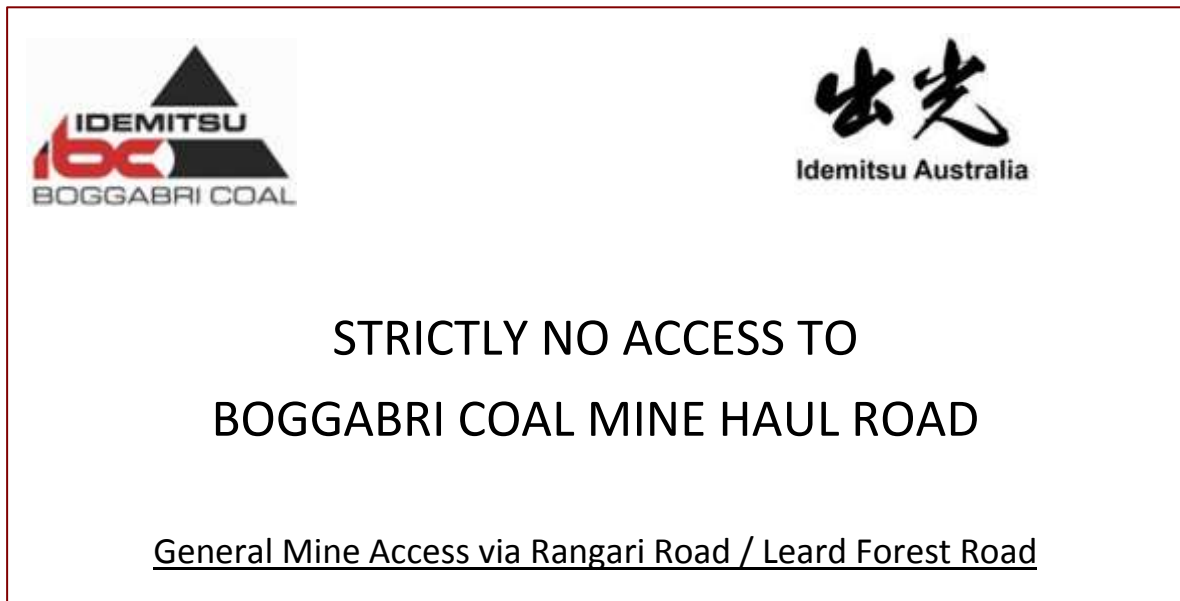 IDEMITSU
bc
BOGGABRI COAL
出光
Idemitsu Australia
STRICTLY NO ACCESS TO
BOGGABRI COAL MINE HAUL ROAD
General Mine Access via Rangari Road / Leard Forest Road